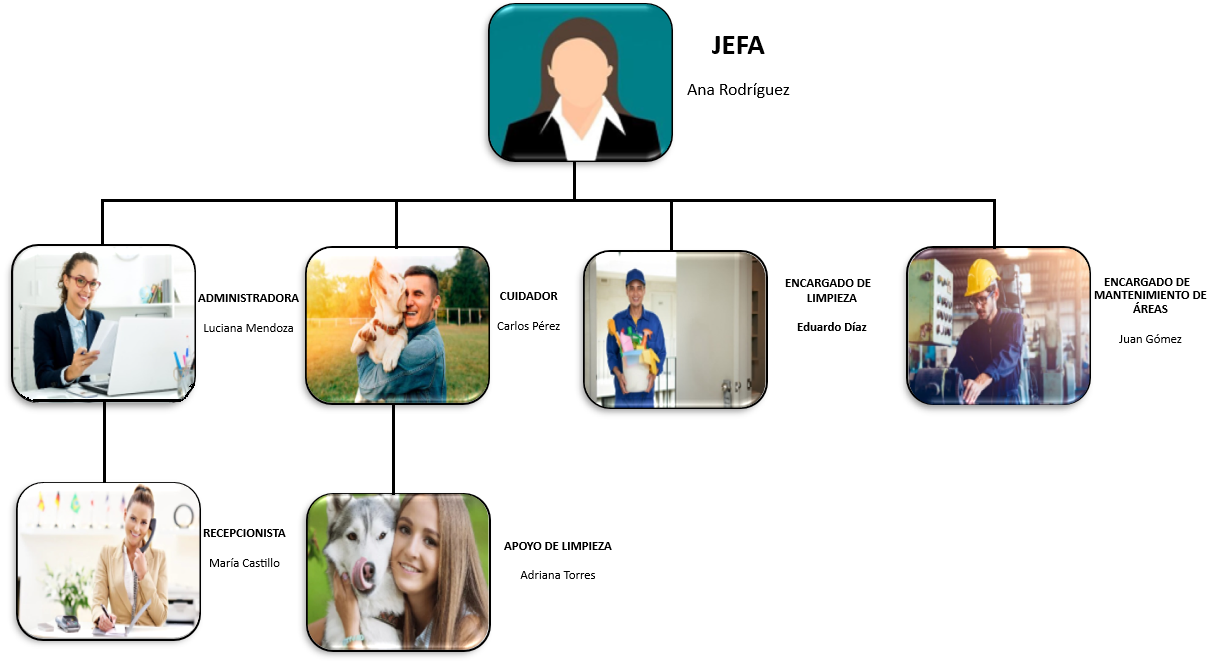 JEFA
Ana Rodríguez
ADMINISTRADORA
Luciana Mendoza
CUIDADOR
Carlos Pérez
ENCARGADO DE
LIMPIEZA
Eduardo Díaz
ENCARGADO DE
MANTENIMIENTO DE
ÁREAS
Juan Gómez
RECEPCIONISTA
María Castillo
APOYO DE LIMPIEZA
Adriana Torres